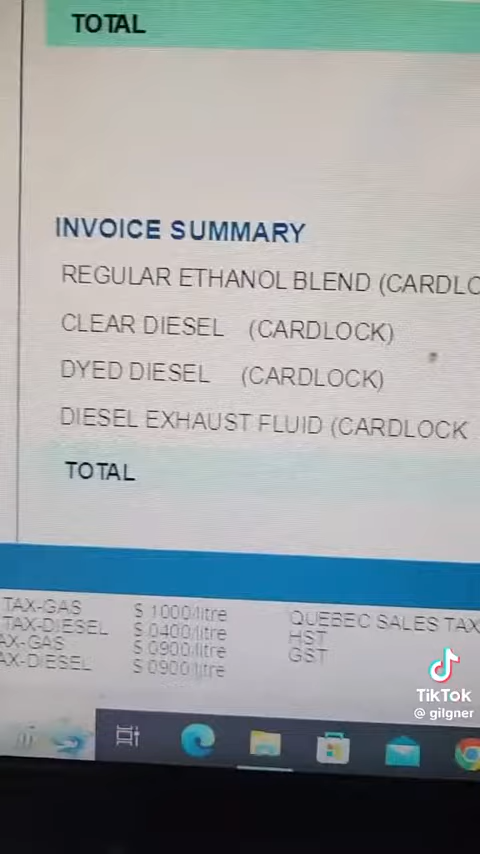 TOTAL
INVOICE SUMMARY
REGULAR ETHANOL BLEND (CARDLO
CLEAR DIESEL (CARDLOCK)
DYED DIESEL (CARDLOCK)
DIESEL EXHAUST FLUID (CARDLOCK
TOTAL
TAX-GAS $ 1000/litre QUEBEC SALES TAX
TAX-DIESEL $ 0400/litre HST
AX-GAS $ 0900/litre GST
AX-DIESEL $ 0900/litre
TikTok
@ gilgner